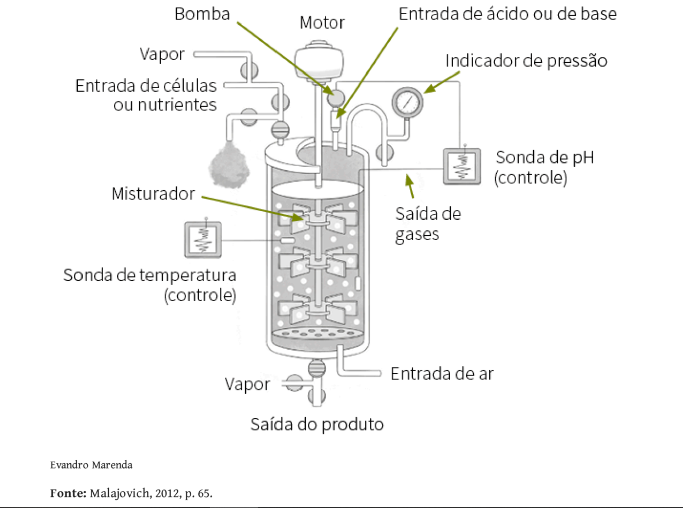 Bomba
Entrada de ácido ou de base
Motor
Vapor
Indicador de pressão
Entrada de células
ou nutrientes
Sonda de pH
(controle)
Misturador
Saída de
gases
Sonda de temperatura
(controle)
Entrada de ar
Vapor
Saída do produto
Evandro Marenda
Fonte: Malajovich, 2012, p. 65.